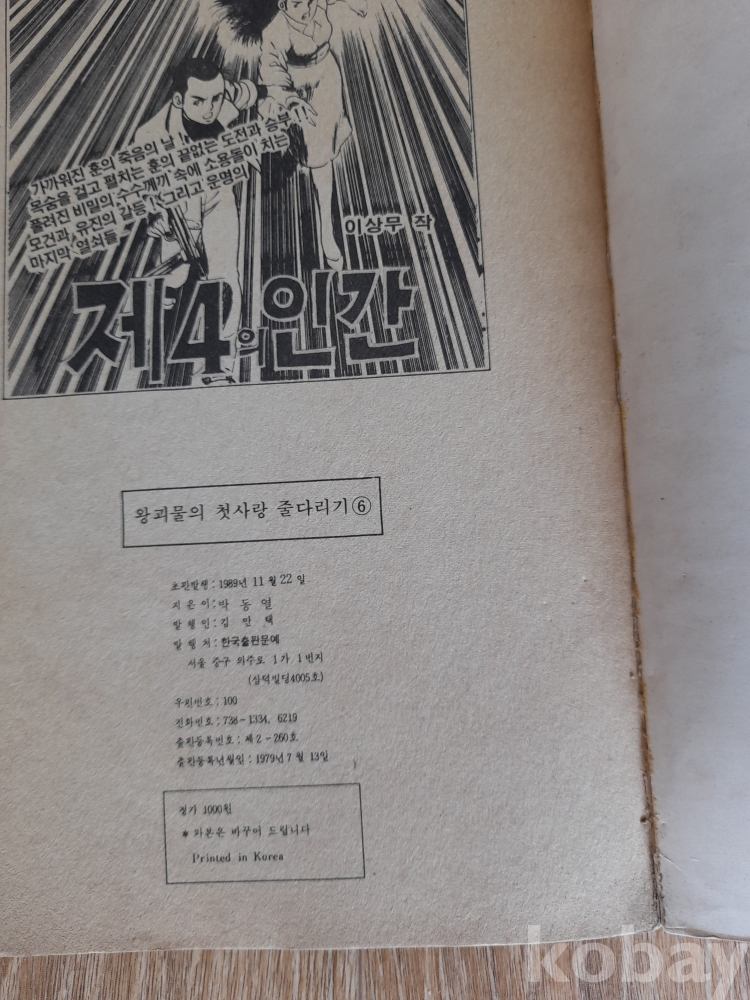 가까워진 훈의 죽음의 날!
목숨을 걸고 펼치는 훈의 끝없는 도전과 승부!!
풀려진 비밀의 수수께끼 속에 소용돌이 치는
모건과, 유진의 갈등! 그리고 운명의
마지막 열쇠들
이상무 작
제4의 인간
왕괴물의 첫사랑 줄다리기⑥
초판발행 : 1989년 11월 22일
지은이 : 박동열
발행인 : 김만택
발행처 : 한국출판문예
서울 중구 의주로 1가 1번지
(삼덕빌딩4005호)
우편번호 : 100
전화번호 : 738-1334, 6219
출판등록번호 : 제2-260호
출판등록년월일 : 1979년 7월 13일
정가 1000원
* 파본은 바꾸어 드립니다
Printed in Korea
kobay